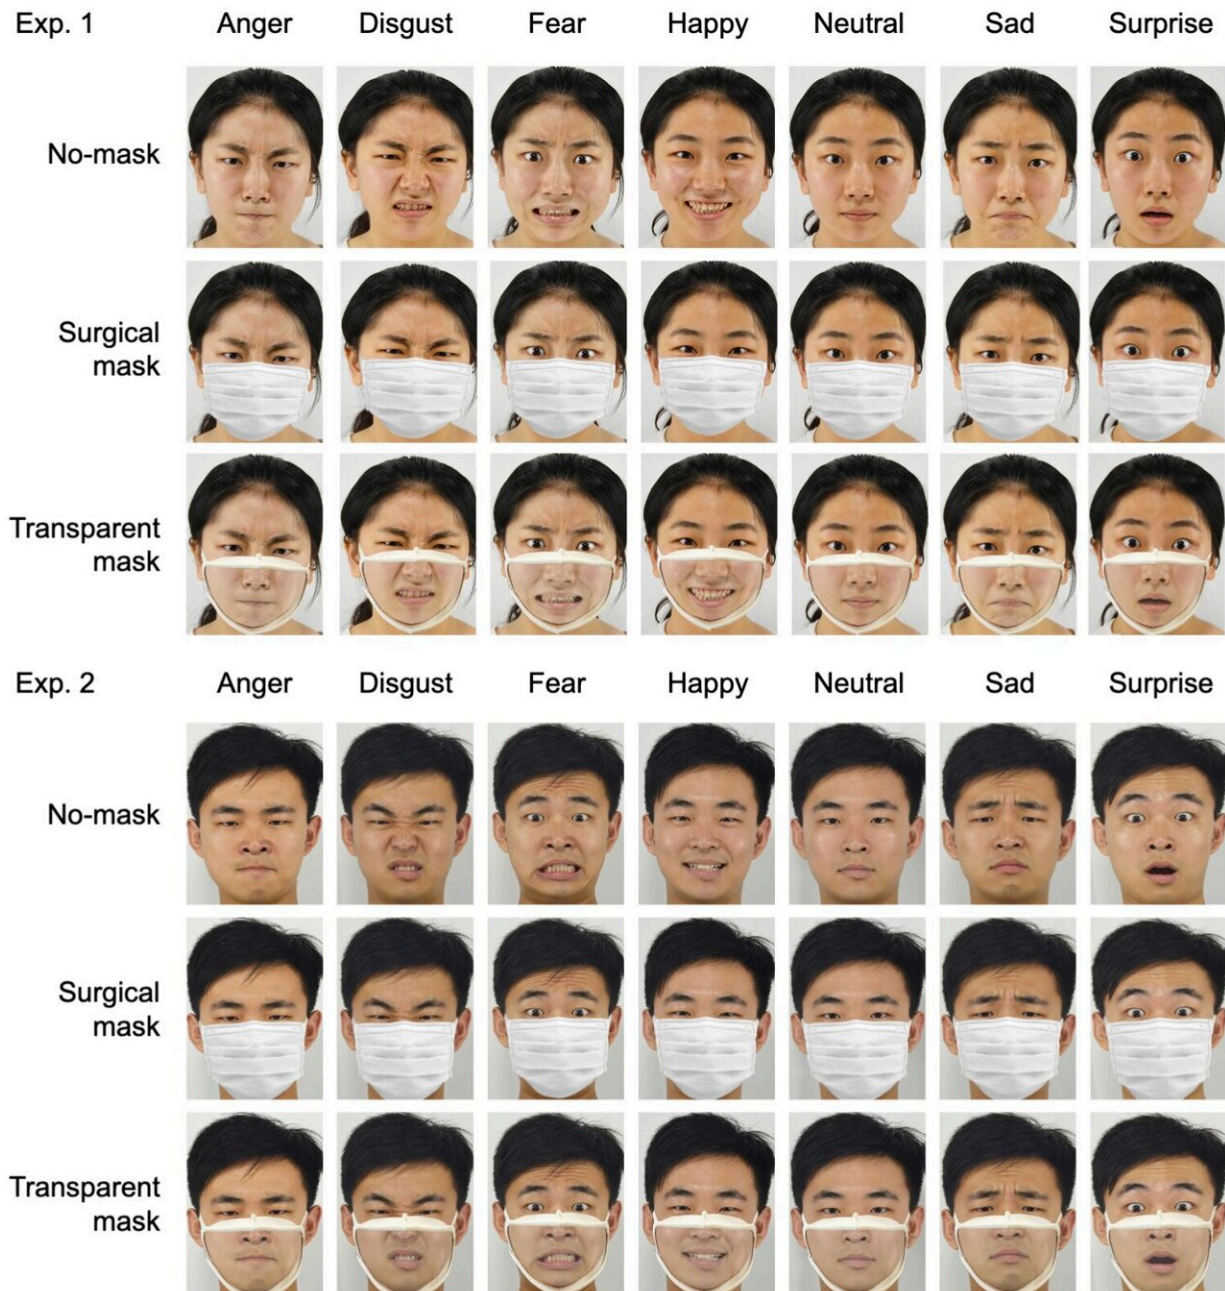 Exp. 1 Anger Disgust Fear Happy Neutral Sad Surprise
No-mask
Surgical
mask
Transparent
mask
Exp. 2 Anger Disgust Fear Happy Neutral Sad Surprise
No-mask
Surgical
mask
Transparent
mask